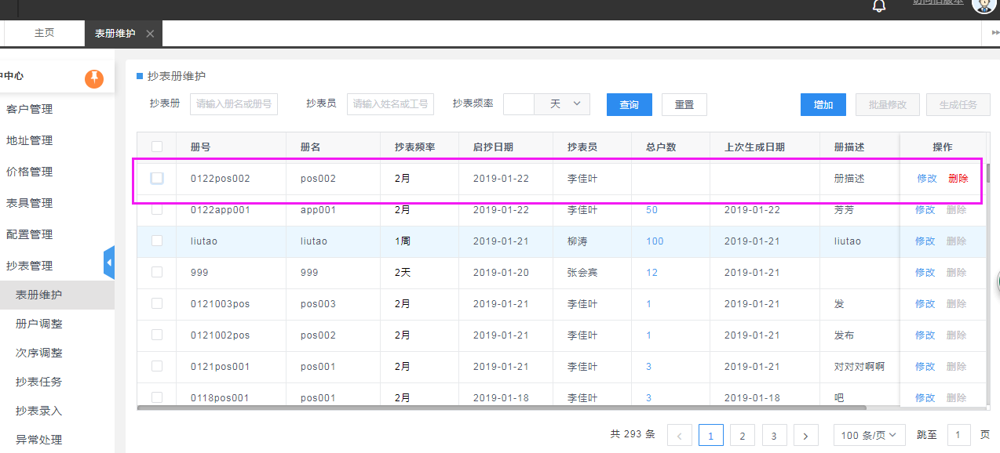 访问旧版本
主页 表册维护
中心
客户管理
地址管理
价格管理
表具管理
配置管理
抄表管理
表册维护
册户调整
次序调整
抄表任务
抄表录入
异常处理
抄表册维护
抄表册 请输入册名或册号 抄表员 请输入姓名或工号 抄表频率 天 查询 重置 增加 批量修改 生成任务
册号 册名 抄表频率 启抄日期 抄表员 总户数 上次生成日期 册描述 操作
0122pos002 pos002 2月 2019-01-22 李佳叶 册描述 修改 删除
0122app001 app001 2月 2019-01-22 李佳叶 50 2019-01-22 芳芳 修改 删除
liutao liutao 1周 2019-01-21 柳涛 100 2019-01-21 liutao 修改 删除
999 999 2天 2019-01-20 张会宾 12 2019-01-21 修改 删除
0121003pos pos003 2月 2019-01-21 李佳叶 1 2019-01-21 发 修改 删除
0121002pos pos002 2月 2019-01-21 李佳叶 1 2019-01-21 发布 修改 删除
0121pos001 pos001 2月 2019-01-21 李佳叶 3 2019-01-21 对对对啊啊 修改 删除
0118pos001 pos001 2月 2019-01-18 李佳叶 3 2019-01-18 吧 修改 删除
共 293 条 1 2 3 100 条/页 跳至 1 页